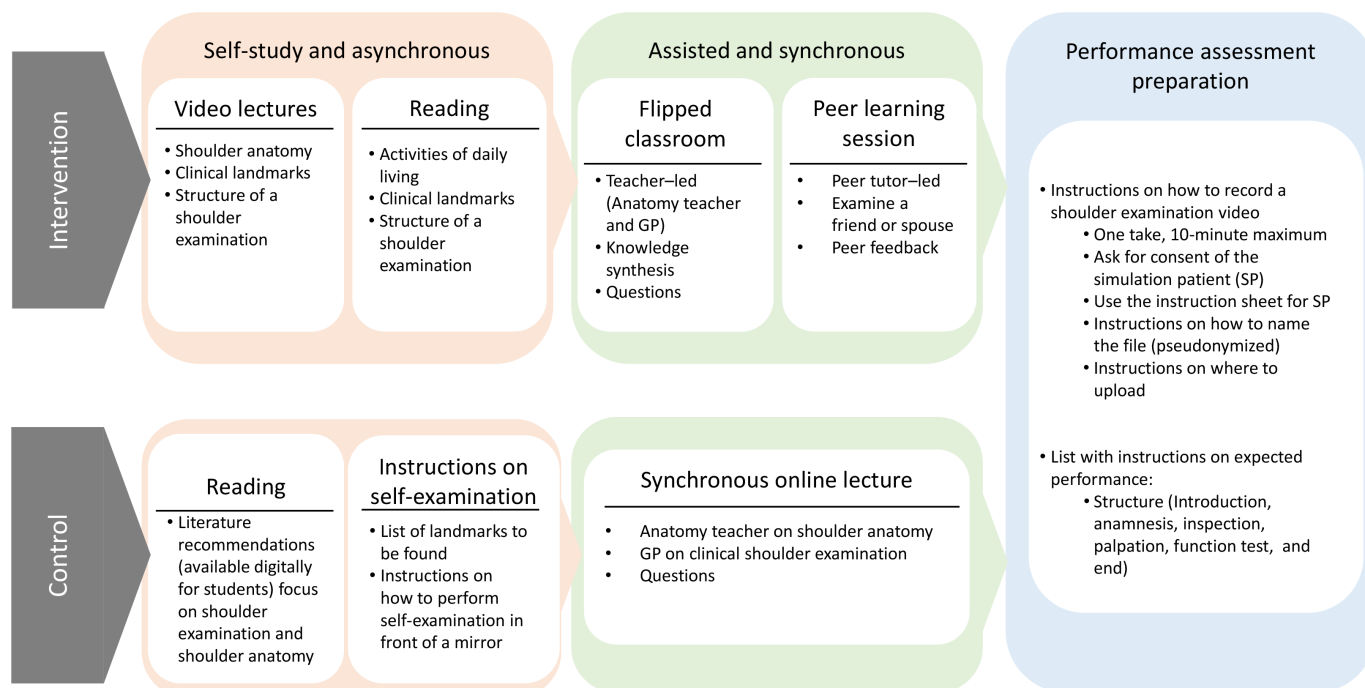 Intervention
Self-study and asynchronous
Video lectures
• Shoulder anatomy
• Clinical landmarks
• Structure of a
shoulder
examination
Reading
• Activities of daily
living
• Clinical landmarks
• Structure of a
shoulder
examination
Assisted and synchronous
Flipped
classroom
• Teacher–led
(Anatomy teacher
and GP)
• Knowledge
synthesis
• Questions
Peer learning
session
• Peer tutor–led
• Examine a
friend or spouse
• Peer feedback
Control
Reading
• Literature
recommendations
(available digitally
for students) focus
on shoulder
examination and
shoulder anatomy
Instructions on
self-examination
• List of landmarks to
be found
• Instructions on
how to perform
self-examination in
front of a mirror
Synchronous online lecture
• Anatomy teacher on shoulder anatomy
• GP on clinical shoulder examination
• Questions
Performance assessment
preparation
• Instructions on how to record a
shoulder examination video
• One take, 10-minute maximum
• Ask for consent of the
simulation patient (SP)
• Use the instruction sheet for SP
• Instructions on how to name
the file (pseudonymized)
• Instructions on where to
upload
• List with instructions on expected
performance:
• Structure (Introduction,
anamnesis, inspection,
palpation, function test, and
end)